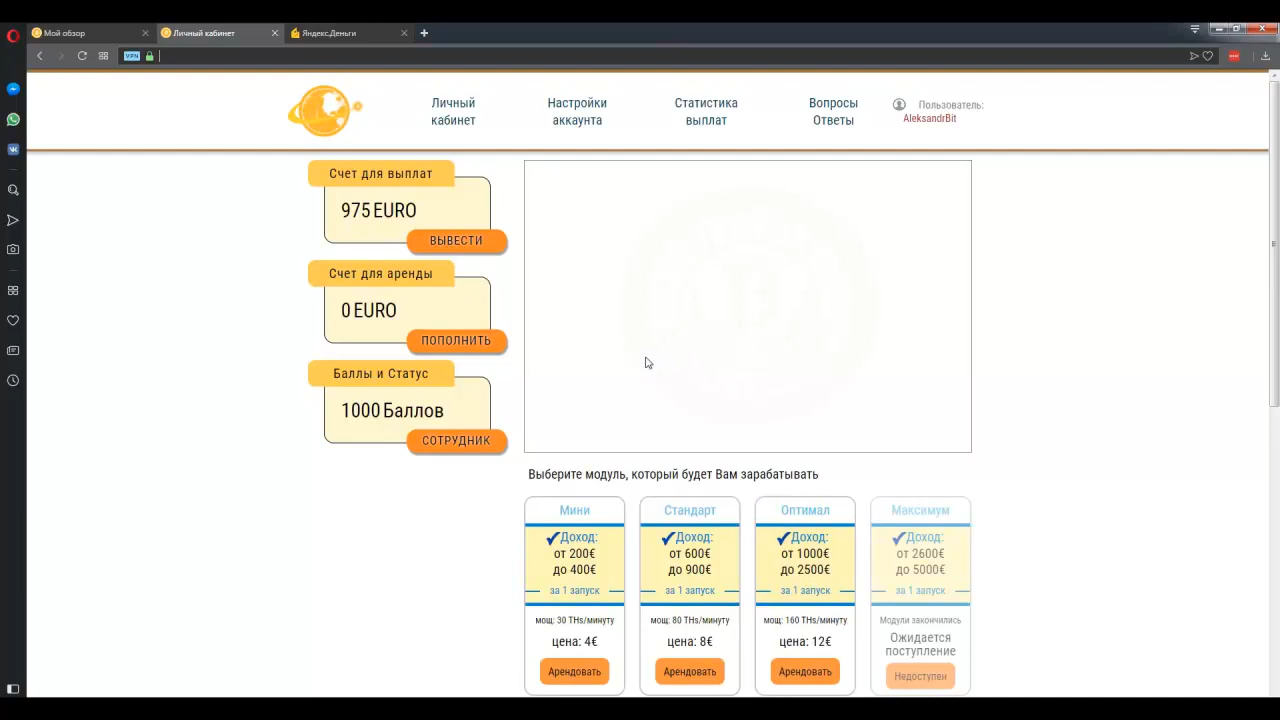 Мой обзор
Личный кабинет
Яндекс.Деньги
VPN
Личный
кабинет
Настройки
аккаунта
Статистика
выплат
Вопросы
Ответы
Пользователь:
AleksandrBit
Счет для выплат
975 EURO
ВЫВЕСТИ
Счет для аренды
0 EURO
ПОПОЛНИТЬ
Баллы и Статус
1000 Баллов
СОТРУДНИК
Выберите модуль, который будет Вам зарабатывать
Мини
Доход:
от 200€
до 400€
за 1 запуск
мощ: 30 THs/минуту
цена: 4€
Арендовать
Стандарт
Доход:
от 600€
до 900€
за 1 запуск
мощ: 80 THs/минуту
цена: 8€
Арендовать
Оптимал
Доход:
от 1000€
до 2500€
за 1 запуск
мощ: 160 THs/минуту
цена: 12€
Арендовать
Максимум
Доход:
от 2600€
до 5000€
за 1 запуск
Модули закончились
Ожидается
поступление
Недоступен